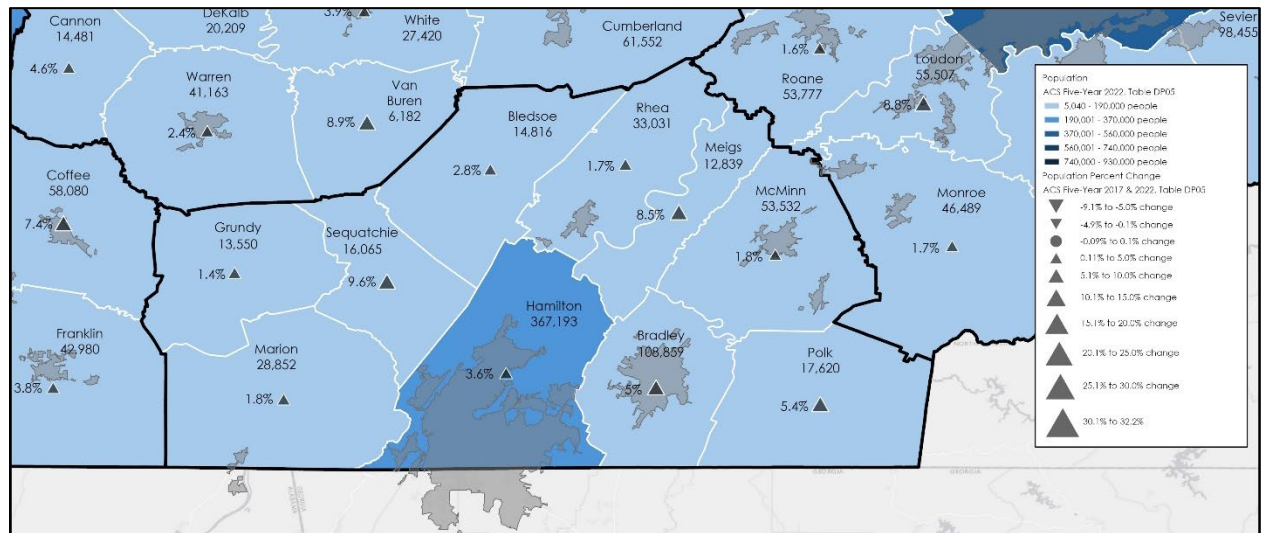 DeKalb
20,209
3.9%
White
27,420
Cumberland
61,552
Cannon
14,481
4.6%
Warren
41,163
2.4%
Van
Buren
6,182
8.9%
Bledsoe
14,816
2.8%
Rhea
33,031
1.7%
Meigs
12,839
8.5%
McMinn
53,532
1.8%
1.6%
Roane
53,777
Loudon
55,507
8.8%
Sevier
98,455
Monroe
46,489
1.7%
Coffee
58,080
7.4%
Grundy
13,550
1.4%
Sequatchie
16,065
9.6%
Franklin
42,980
3.8%
Marion
28,852
1.8%
Hamilton
367,193
3.6%
Bradley
108,859
5%
Polk
17,620
5.4%
Population
ACS Five-Year 2022, Table DP05
5,040 - 190,000 people
190,001 - 370,000 people
370,001 - 560,000 people
560,001 - 740,000 people
740,000 - 930,000 people
Population Percent Change
ACS Five-Year 2017 & 2022, Table DP05
-9.1% to -5.0% change
-4.9% to -0.1% change
-0.09% to 0.1% change
0.11% to 5.0% change
5.1% to 10.0% change
10.1% to 15.0% change
15.1% to 20.0% change
20.1% to 25.0% change
25.1% to 30.0% change
30.1% to 32.2%
GEORGIA
ALABAMA
GEORGIA
GEORGIA